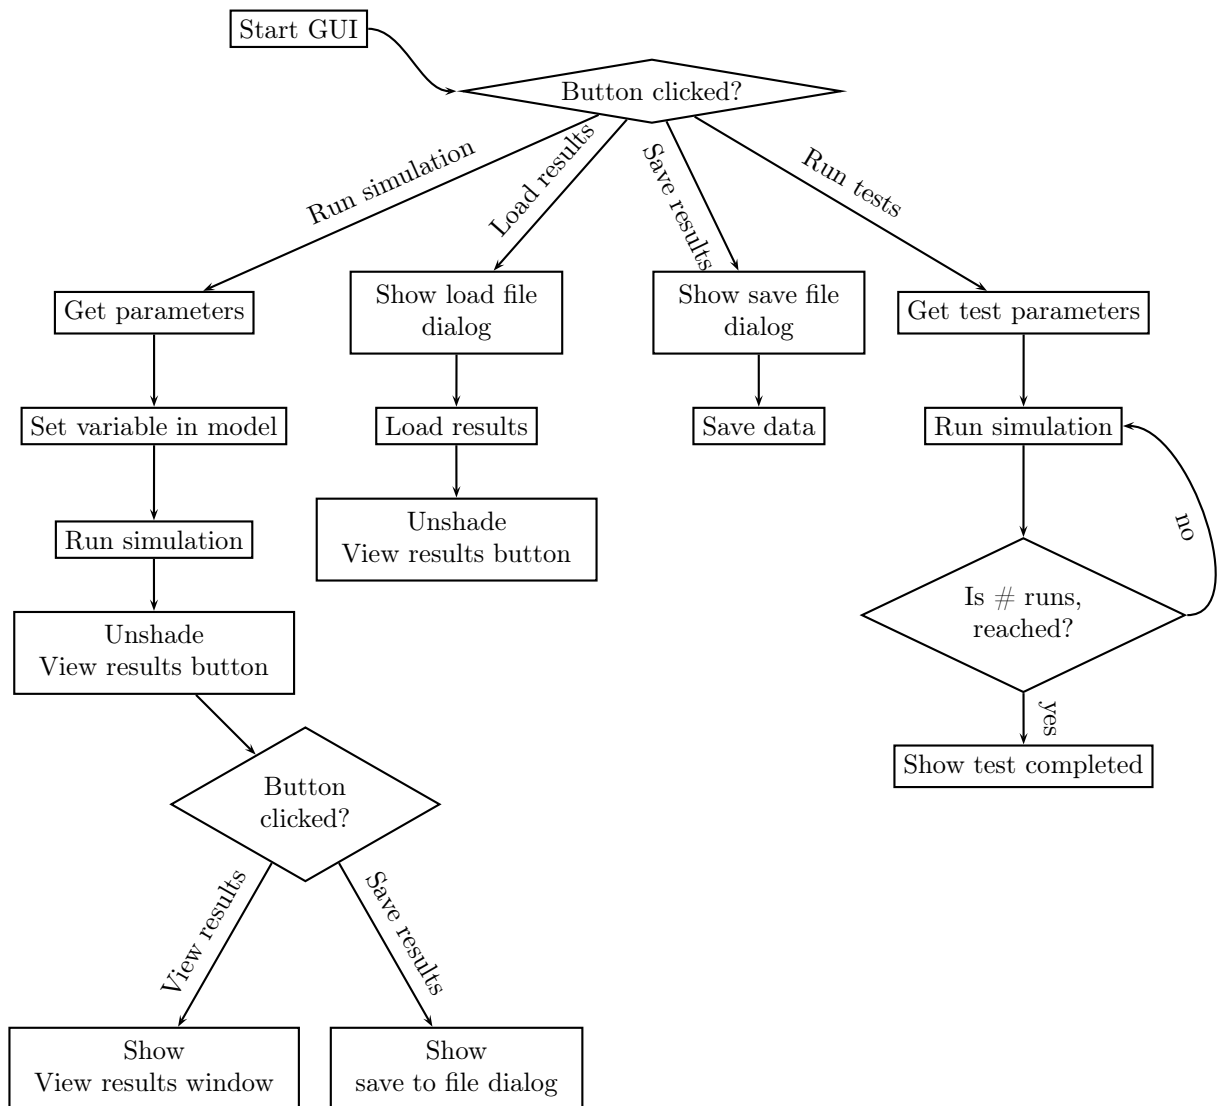 Start GUI
Button clicked?
Run simulation
Load results
Save results
Run tests
Get parameters
Show load file
dialog
Show save file
dialog
Get test parameters
Set variable in model
Load results
Save data
Run simulation
Run simulation
Unshade
View results button
no
Unshade
View results button
Is # runs,
reached?
yes
Show test completed
Button
clicked?
View results
Save results
Show
View results window
Show
save to file dialog